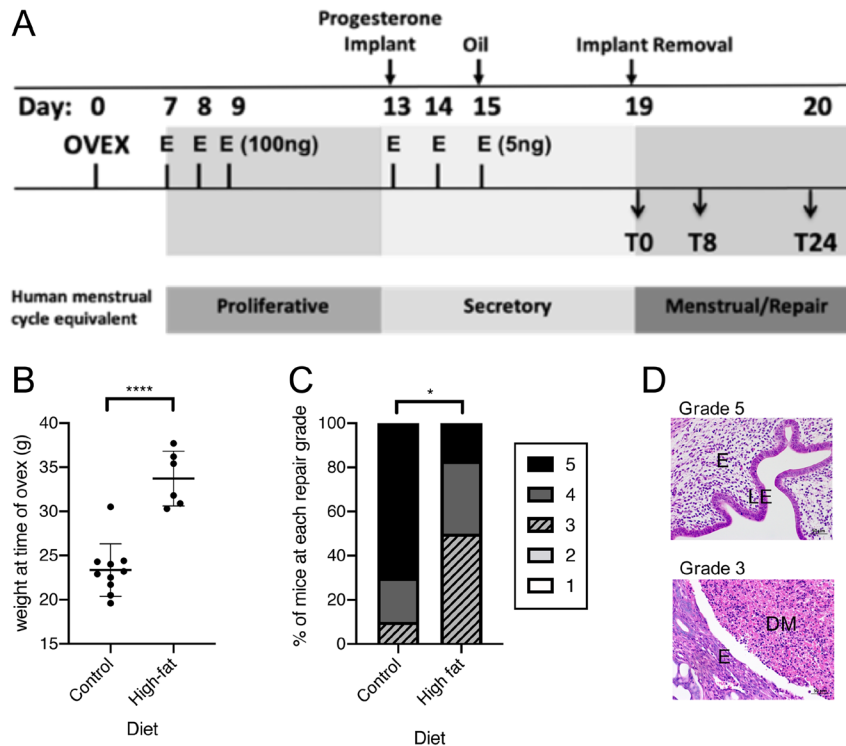 A
Progesterone
Implant
Oil
Implant Removal
Day: 0 7 8 9 13 14 15 19 20
OVEX E E E (100ng) E E E (5ng)
T0 T8 T24
Human menstrual
cycle equivalent
Proliferative
Secretory
Menstrual/Repair
B
****
weight at time of ovex (g)
40
35
30
25
20
15
Control
High-fat
Diet
C
*
% of mice at each repair grade
100
80
60
40
20
0
Control
High fat
Diet
5
4
3
2
1
D
Grade 5
E
LE
Grade 3
DM
E